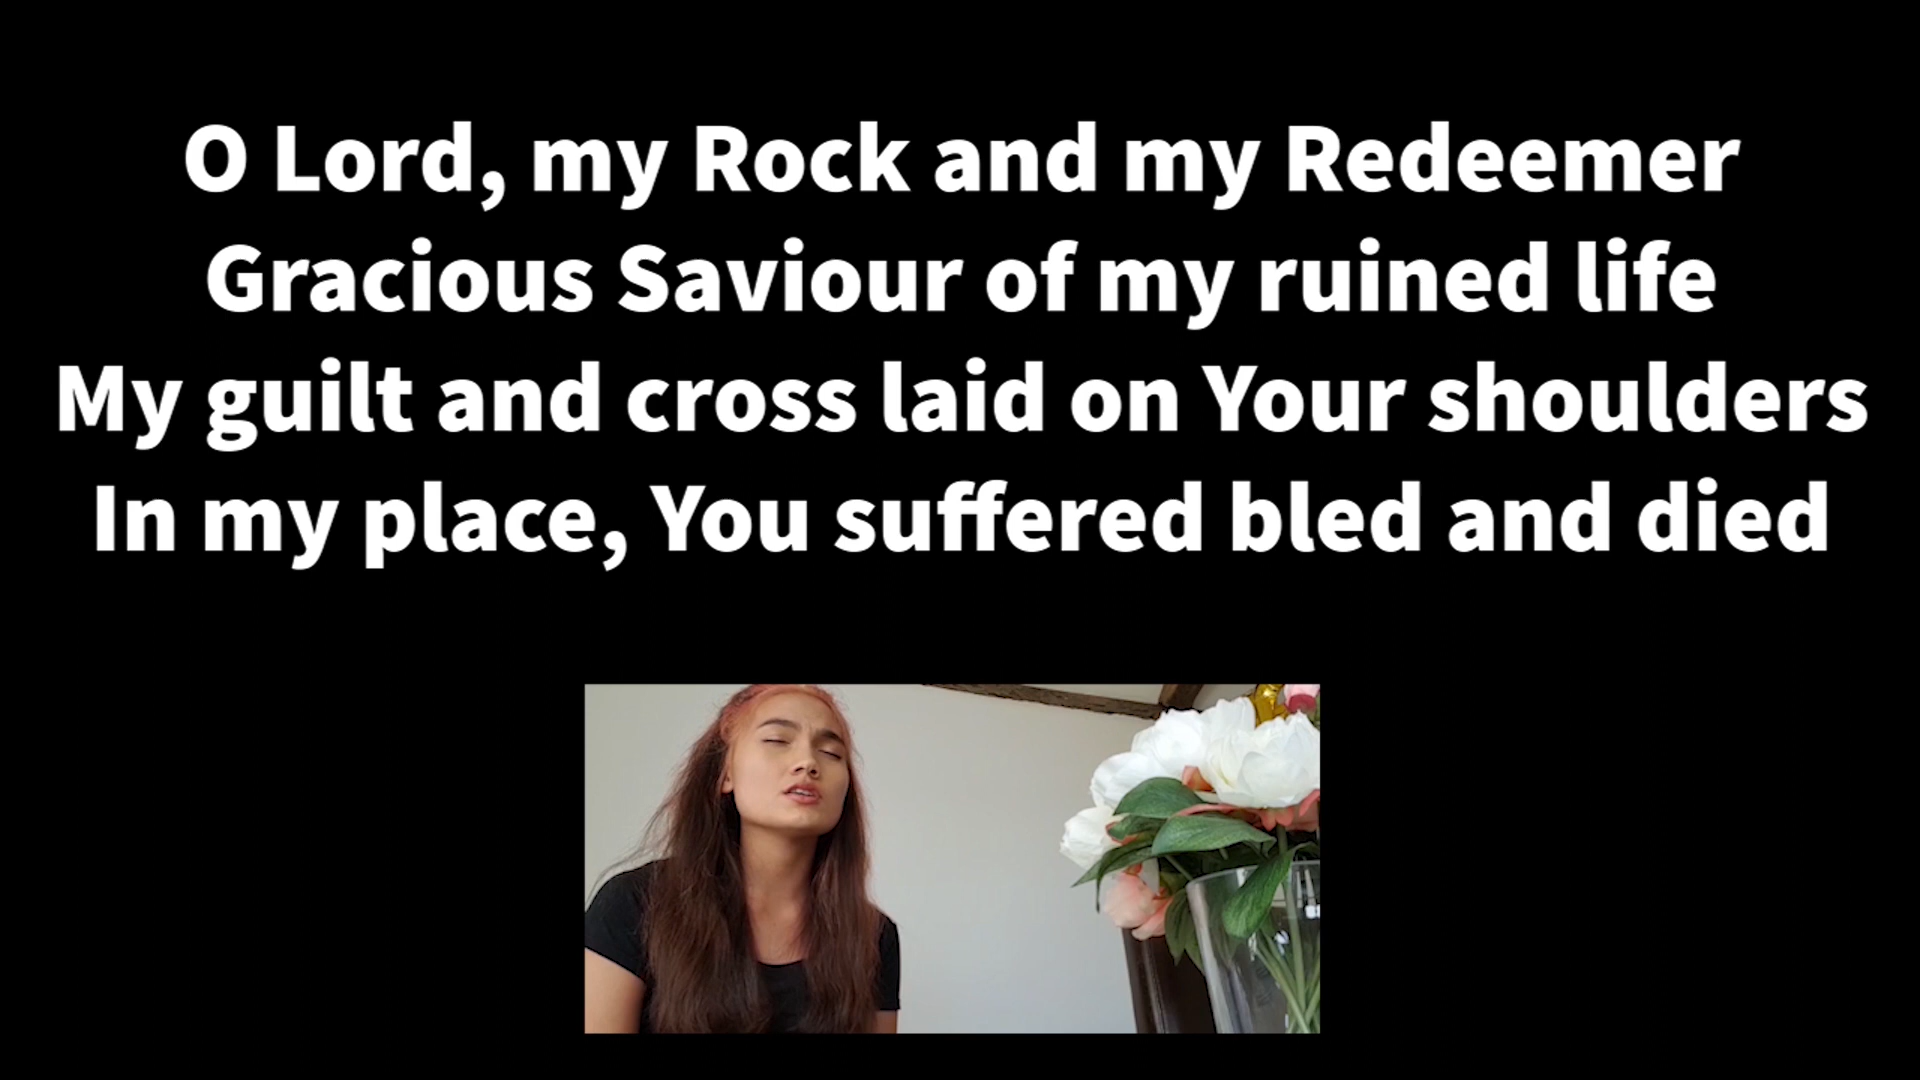 O Lord, my Rock and my Redeemer
Gracious Saviour of my ruined life
My guilt and cross laid on Your shoulders
In my place, You suffered bled and died